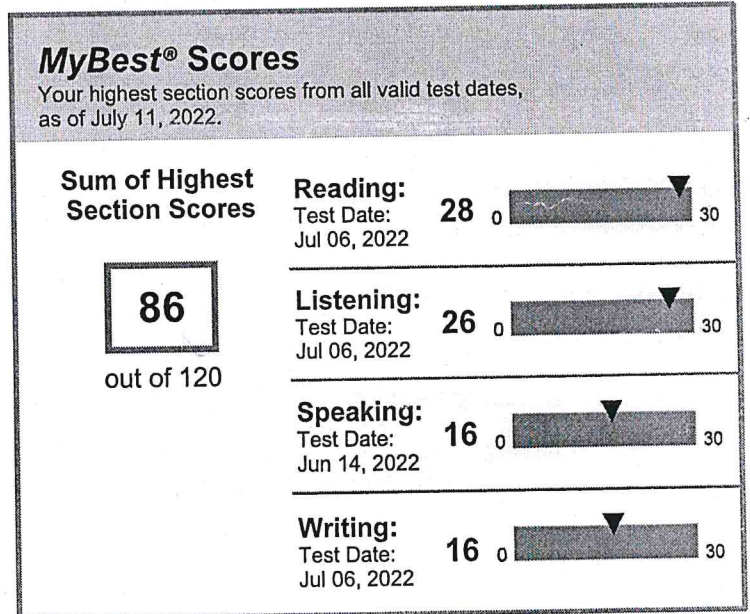 MyBest® Scores
Your highest section scores from all valid test dates,
as of July 11, 2022.
Sum of Highest
Section Scores
86
out of 120
Reading:
Test Date:
Jul 06, 2022
28 0 30
Listening:
Test Date:
Jul 06, 2022
26 0 30
Speaking:
Test Date:
Jun 14, 2022
16 0 30
Writing:
Test Date:
Jul 06, 2022
16 0 30